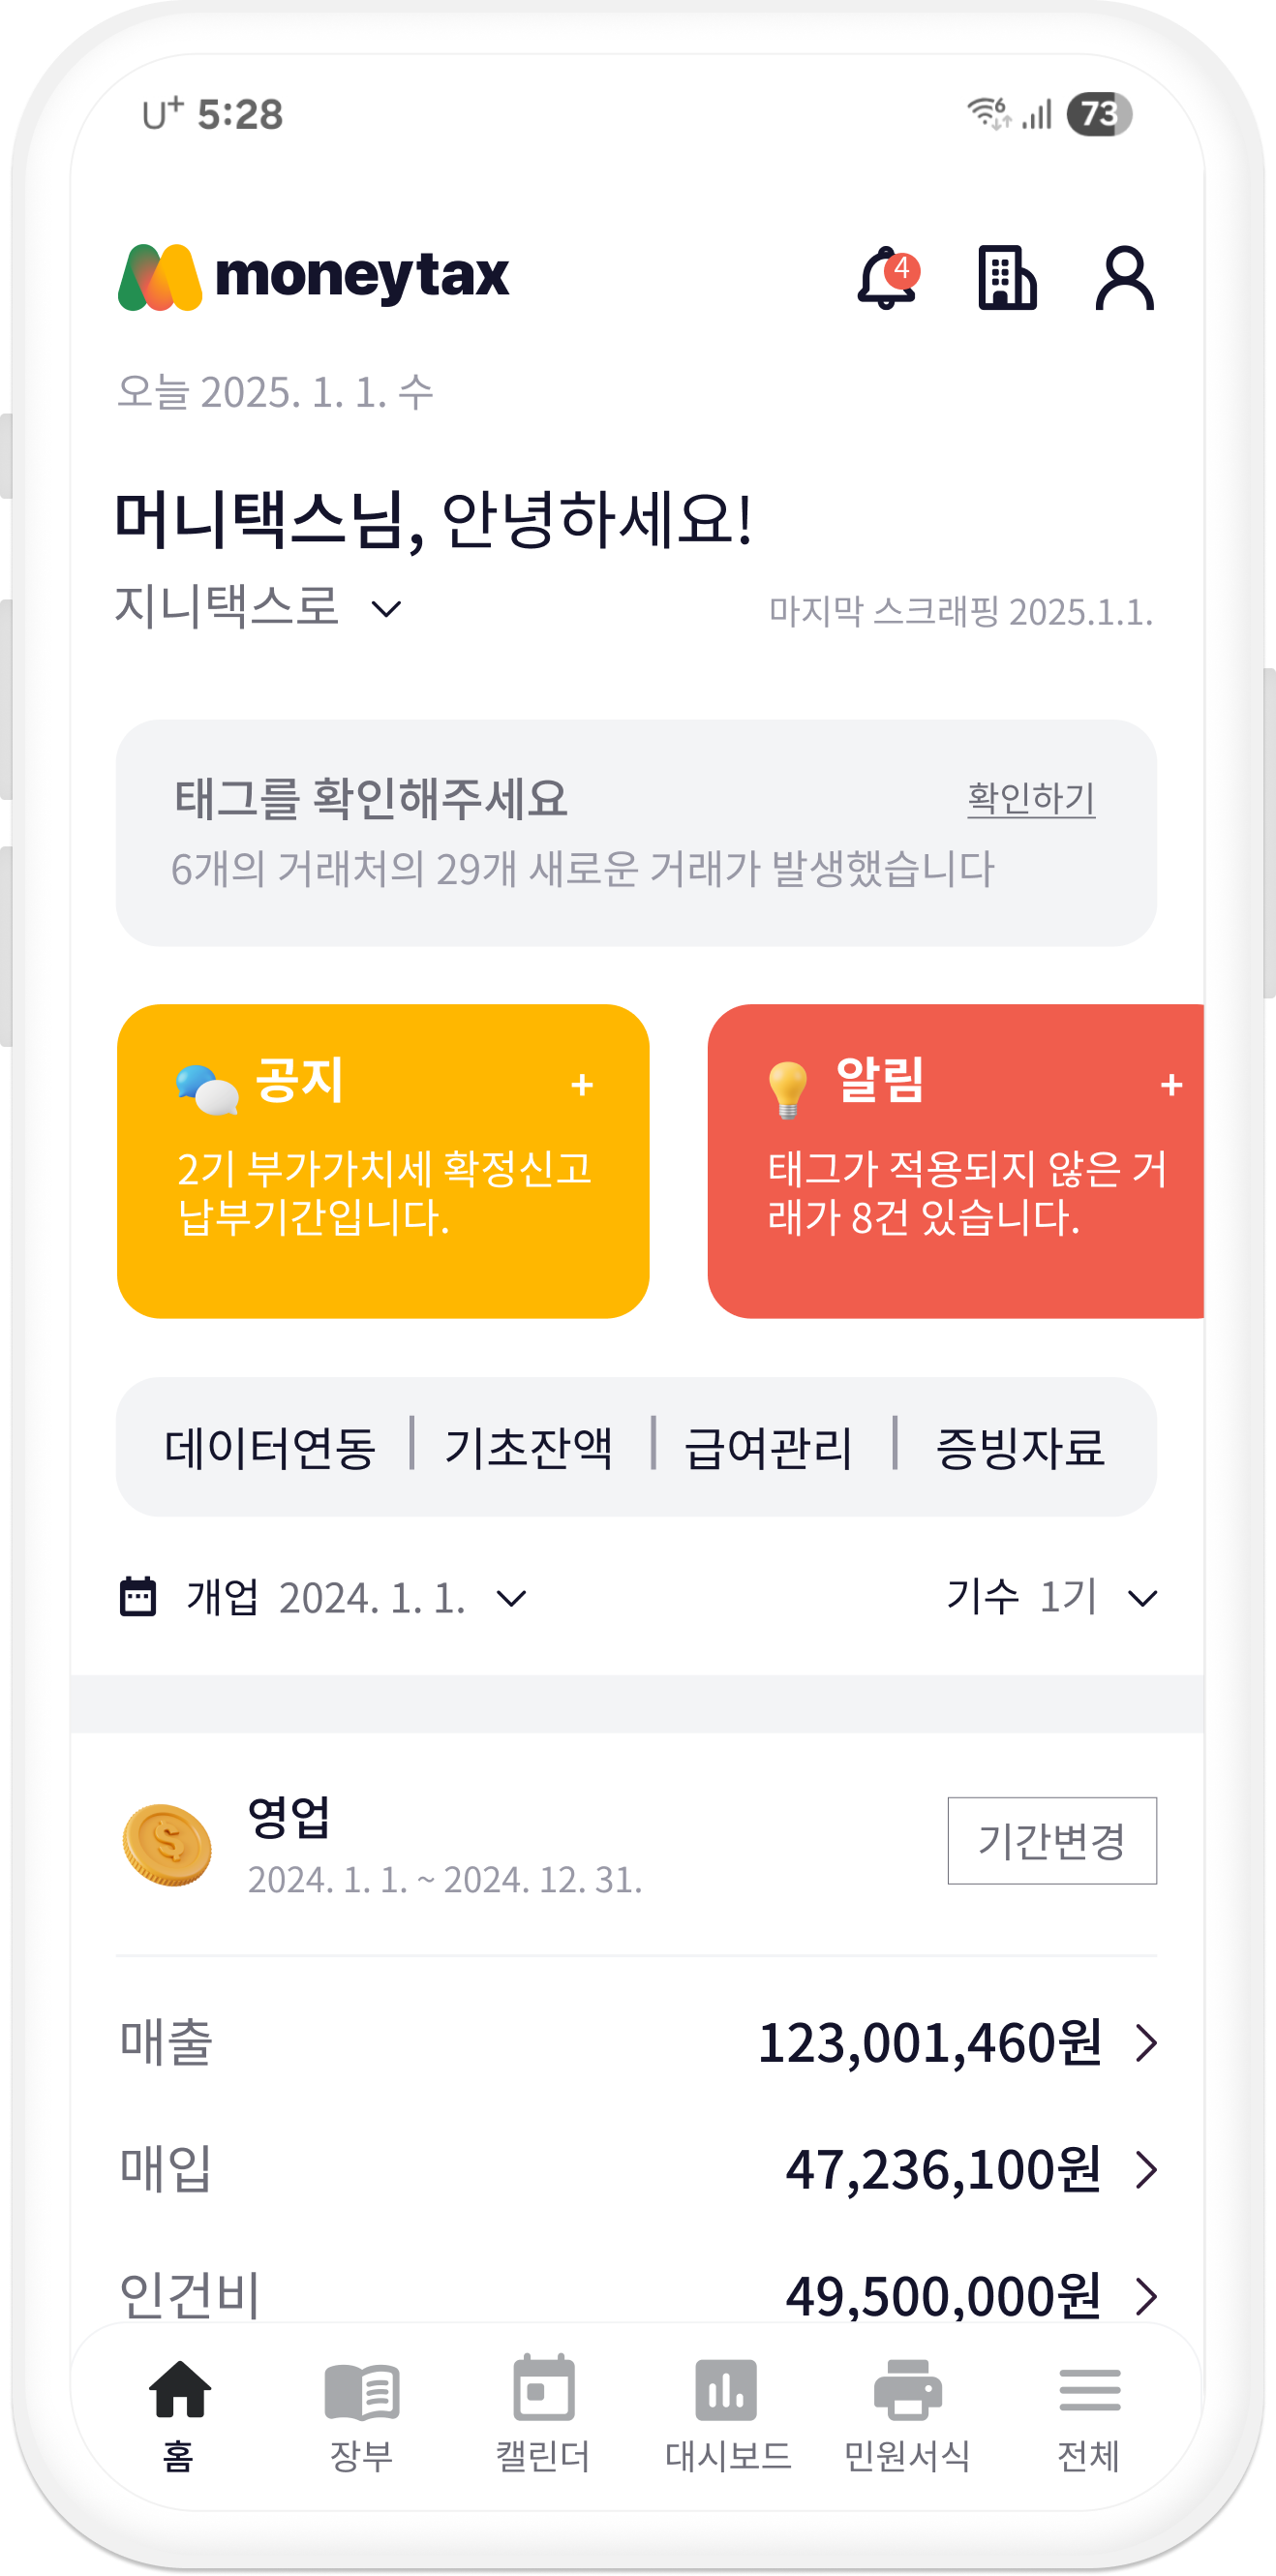 U+ 5:28 6 73
moneytax 4
오늘 2025. 1. 1. 수
머니택스님, 안녕하세요!
지니택스로 마지막 스크래핑 2025.1.1.
태그를 확인해주세요 확인하기
6개의 거래처의 29개 새로운 거래가 발생했습니다
공지 +
2기 부가가치세 확정신고
납부기간입니다.
알림 +
태그가 적용되지 않은 거
래가 8건 있습니다.
데이터연동 | 기초잔액 | 급여관리 | 증빙자료
개업 2024. 1. 1. 기수 1기
영업 기간변경
2024. 1. 1. ~ 2024. 12. 31.
매출 123,001,460원
매입 47,236,100원
인건비 49,500,000원
홈 장부 캘린더 대시보드 민원서식 전체